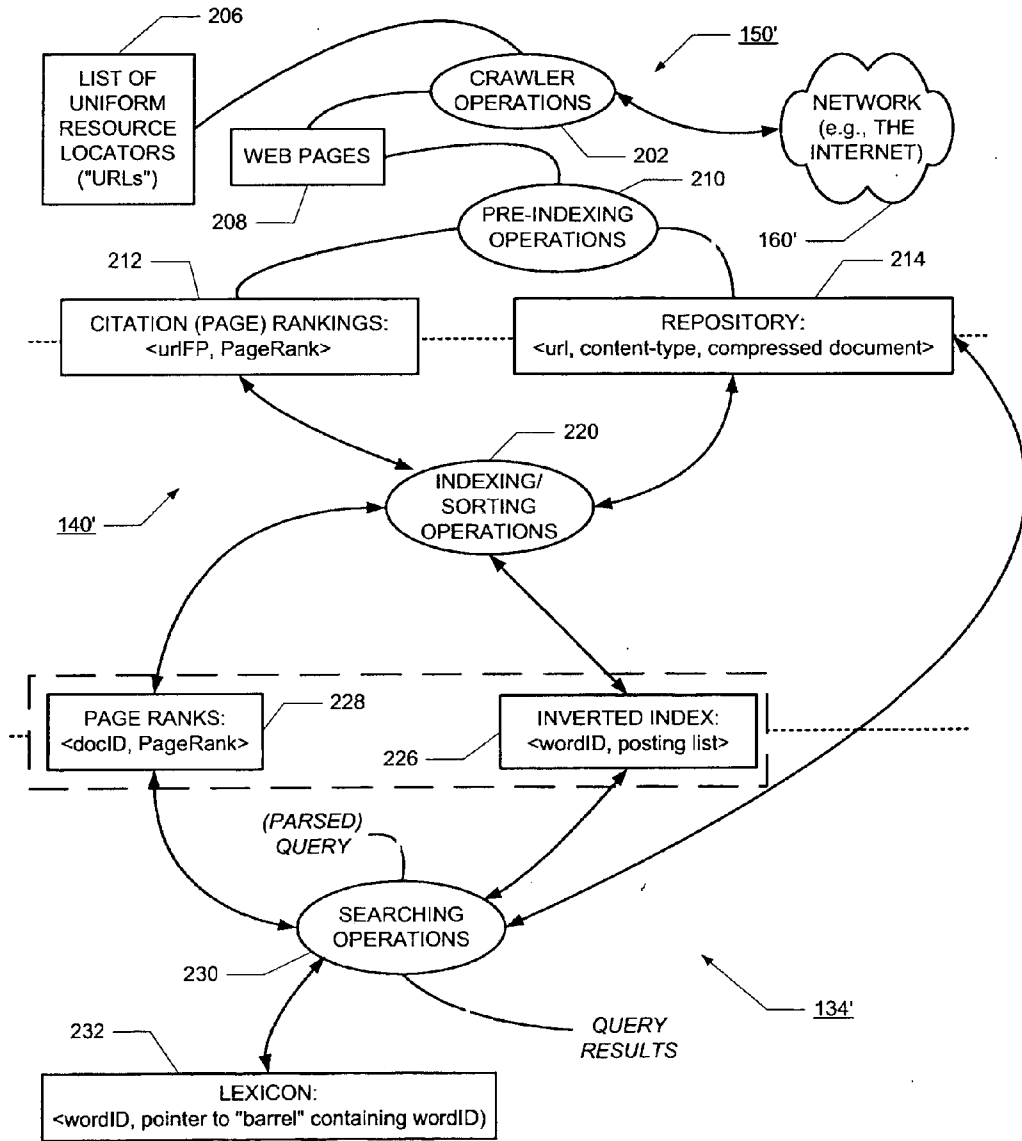 206
LIST OF
UNIFORM
RESOURCE
LOCATORS
("URLs")
150'
CRAWLER
OPERATIONS
202
NETWORK
(e.g., THE
INTERNET)
160'
WEB PAGES
208
210
PRE-INDEXING
OPERATIONS
212
CITATION (PAGE) RANKINGS:
<urlFP, PageRank>
214
REPOSITORY:
<url, content-type, compressed document>
220
INDEXING/
SORTING
OPERATIONS
140'
PAGE RANKS:
<docID, PageRank>
228
226
INVERTED INDEX:
<wordID, posting list>
(PARSED)
QUERY
SEARCHING
OPERATIONS
230
134'
QUERY
RESULTS
232
LEXICON:
<wordID, pointer to "barrel" containing wordID)